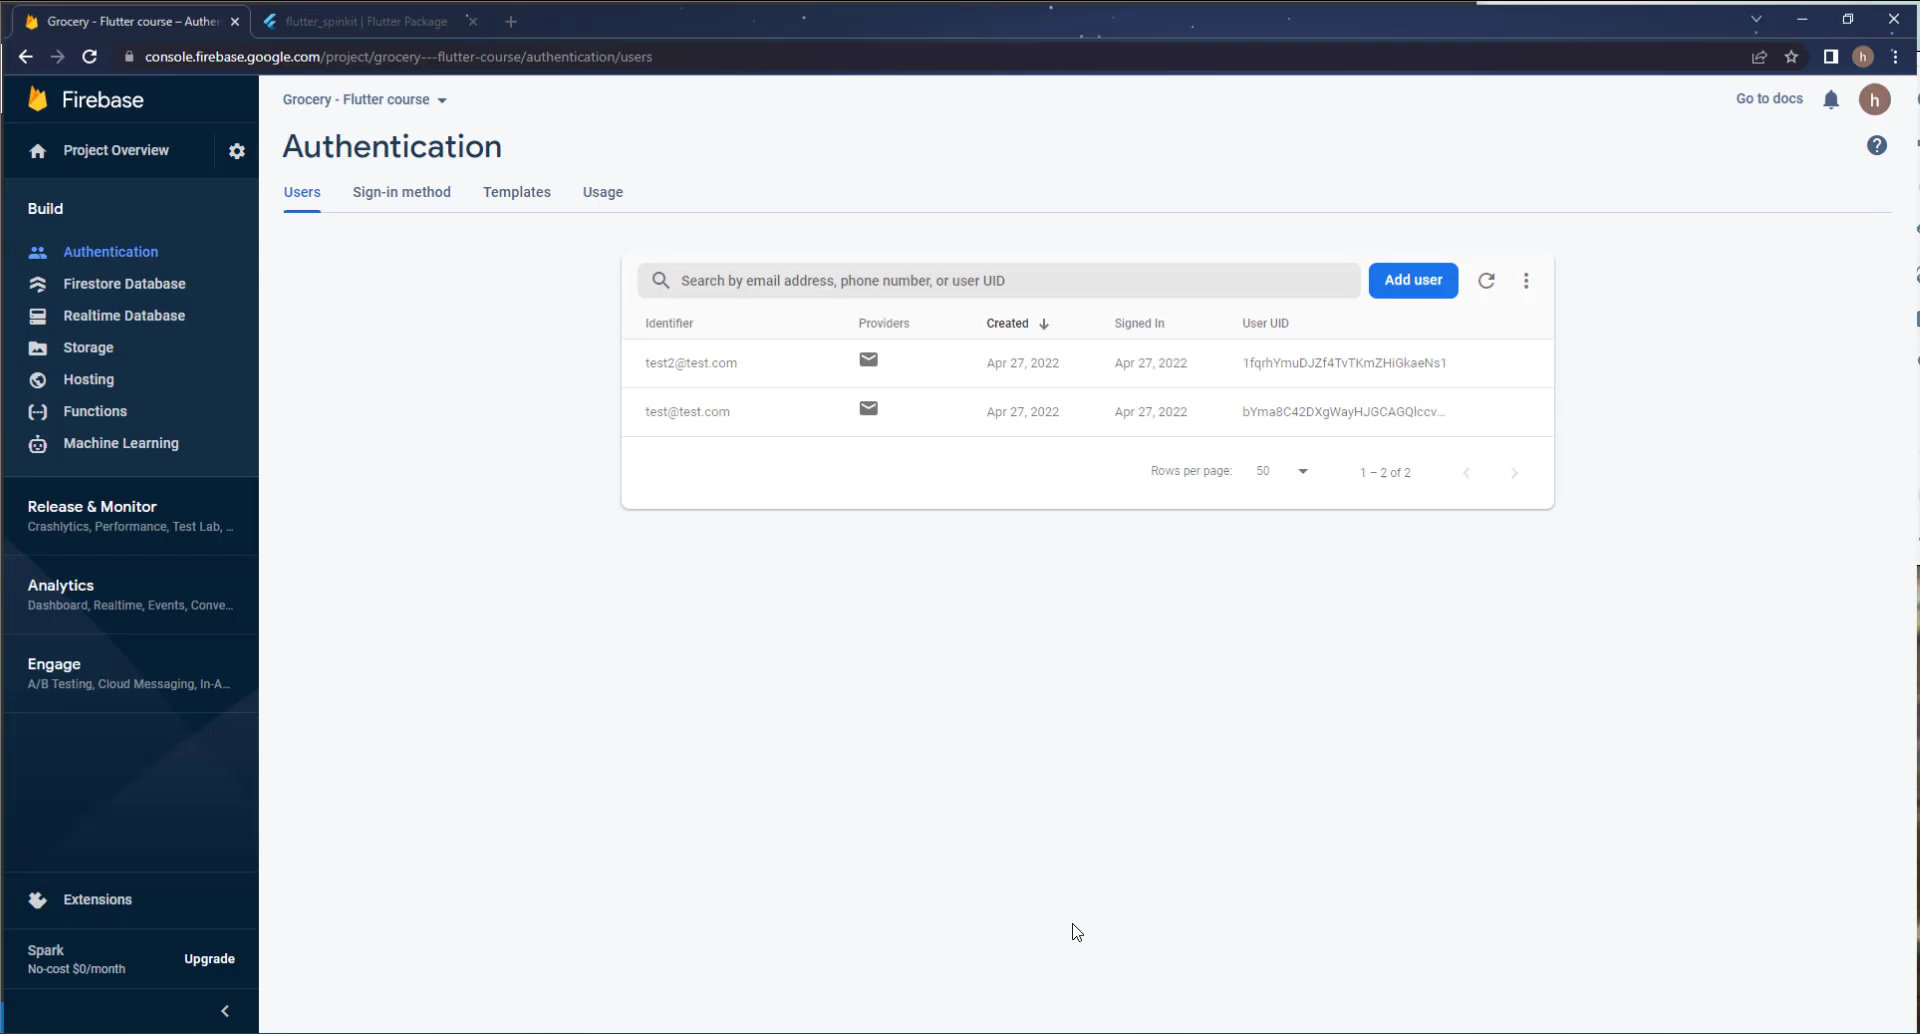 Grocery - Flutter course – Auther
flutter_spinkit | Flutter Package
console.firebase.google.com/project/grocery---flutter-course/authentication/users
h
Firebase
Grocery - Flutter course
Go to docs
h
Project Overview
Authentication
?
Users
Sign-in method
Templates
Usage
Build
Authentication
Firestore Database
Realtime Database
Storage
Hosting
Functions
Machine Learning
Search by email address, phone number, or user UID
Add user
Identifier
Providers
Created
Signed In
User UID
test2@test.com
Apr 27, 2022
Apr 27, 2022
1fqrhYmuDJZf4TvTKmZHiGkaeNs1
test@test.com
Apr 27, 2022
Apr 27, 2022
bYma8C42DXgWayHJGCAGQlccv...
Rows per page:
50
1 – 2 of 2
Release & Monitor
Crashlytics, Performance, Test Lab, ...
Analytics
Dashboard, Realtime, Events, Conve...
Engage
A/B Testing, Cloud Messaging, In-A...
Extensions
Spark
No-cost $0/month
Upgrade